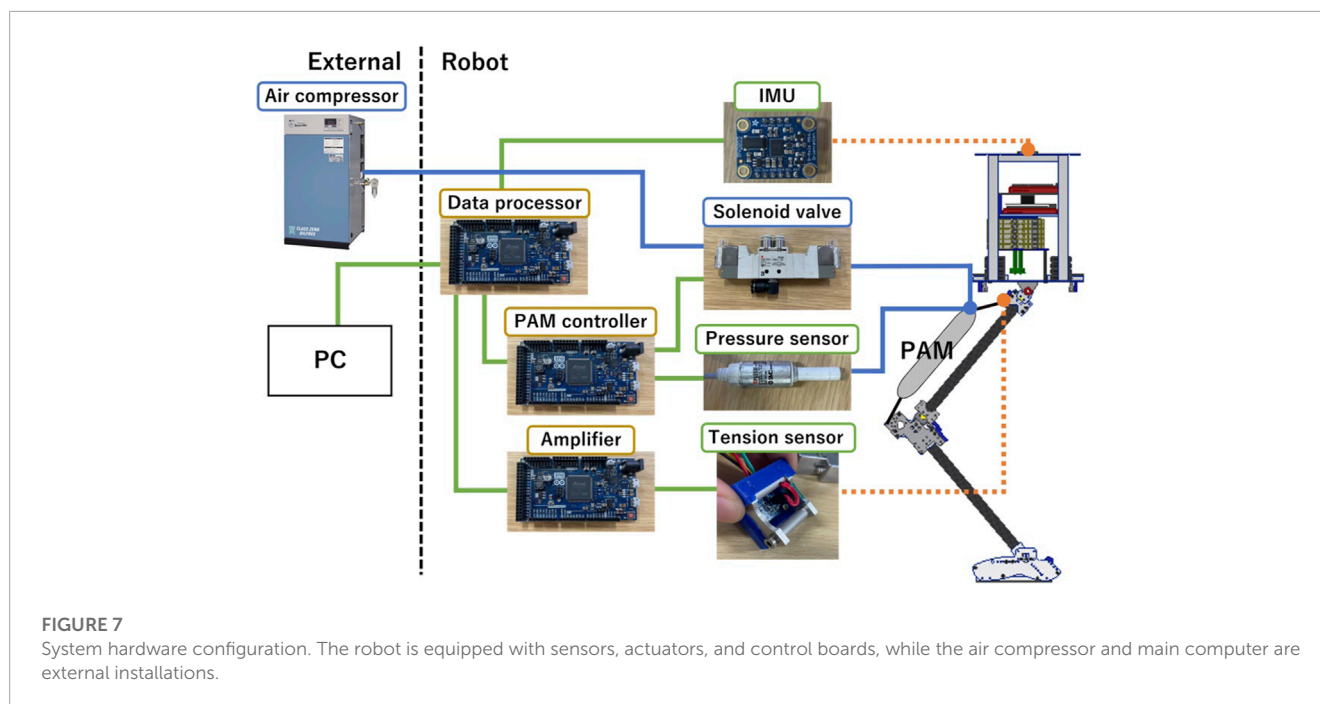 External
Robot
Air compressor
IMU
Data processor
Solenoid valve
PAM controller
Pressure sensor
PAM
PC
Amplifier
Tension sensor
FIGURE 7
System hardware configuration. The robot is equipped with sensors, actuators, and control boards, while the air compressor and main computer are
external installations.